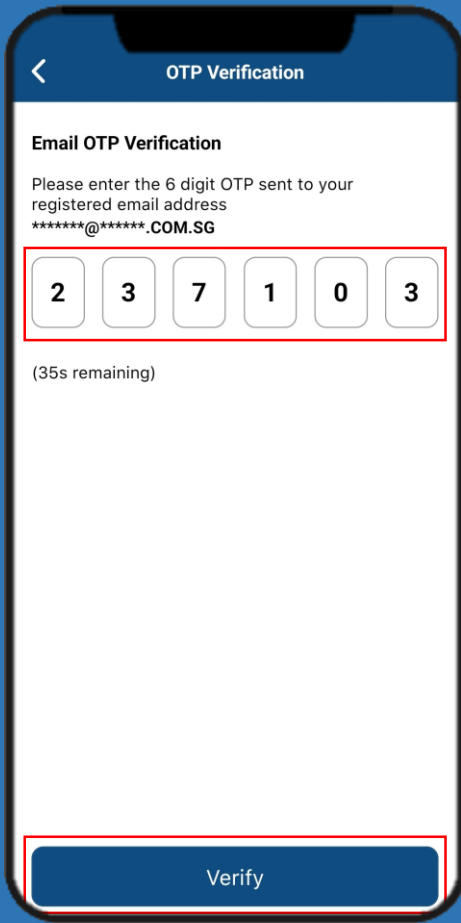 OTP Verification
Email OTP Verification
Please enter the 6 digit OTP sent to your
registered email address
*******@******.COM.SG
2 3 7 1 0 3
(35s remaining)
Verify